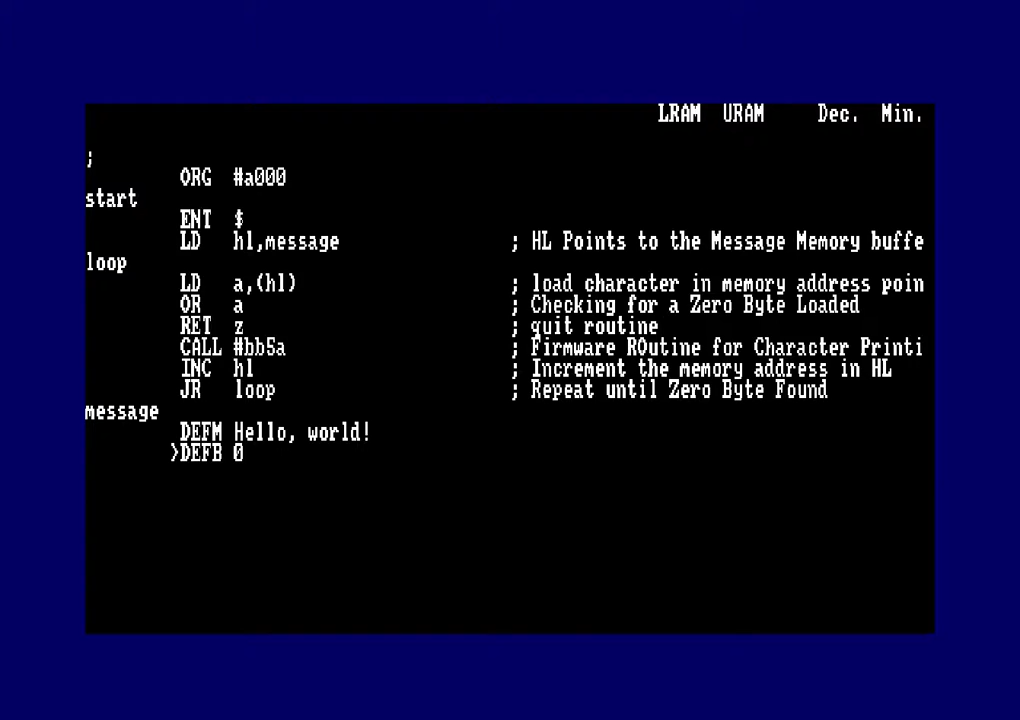 LRAM URAM Dec. Min.
;
ORG #a000
start
ENT $
LD hl,message ; HL Points to the Message Memory buffe
loop
LD a,(hl) ; load character in memory address poin
OR a ; Checking for a Zero Byte Loaded
RET z ; quit routine
CALL #bb5a ; Firmware ROutine for Character Printi
INC hl ; Increment the memory address in HL
JR loop ; Repeat until Zero Byte Found
message
DEFM Hello, world!
>DEFB 0